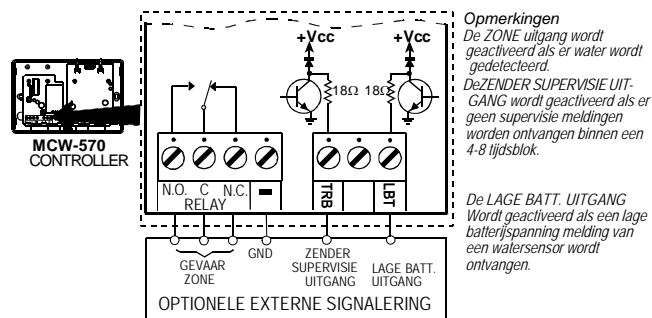 +Vcc
+Vcc
18Ω
18Ω
MCW-570
CONTROLLER
N.O. C N.C.
RELAY
TRB
LBT
GEVAAR
ZONE
GND
ZENDER
SUPERVISIE
UITGANG
LAGE BATT.
UITGANG
OPTIONELE EXTERNE SIGNALERING
Opmerkingen
De ZONE uitgang wordt
geactiveerd als er water wordt
gedetecteerd.
DeZENDER SUPERVISIE UIT-
GANG wordt geactiveerd als er
geen supervisie meldingen
worden ontvangen binnen een
4-8 tijdsblok.
De LAGE BATT. UITGANG
Wordt geactiveerd als een lage
batterijspanning melding van
een watersensor wordt
ontvangen.